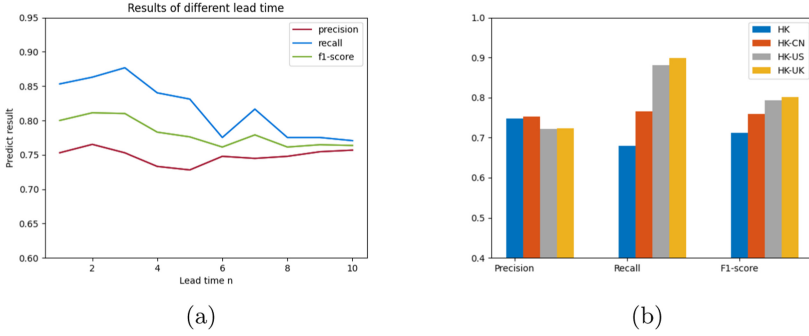 Results of different lead time
0.95
0.90
0.85
0.80
0.75
0.70
0.65
0.60
Predict result
precision
recall
f1-score
2
4
6
8
10
Lead time n
(a)
1.0
0.9
0.8
0.7
0.6
0.5
0.4
HK
HK-CN
HK-US
HK-UK
Precision
Recall
F1-score
(b)